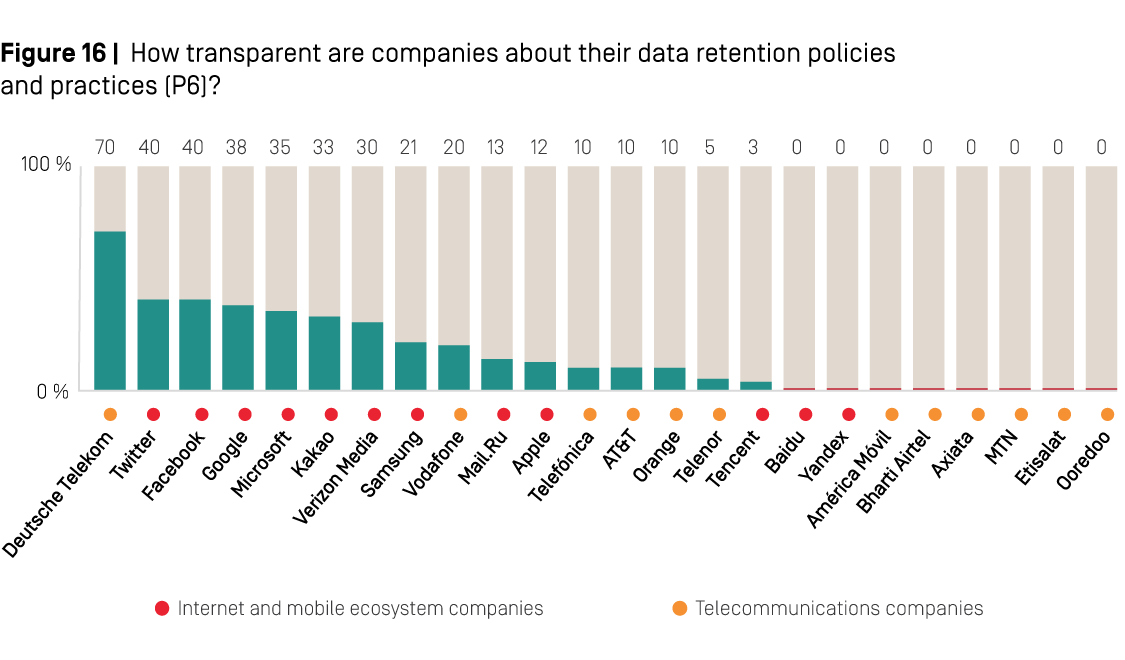 Figure 16 | How transparent are companies about their data retention policies
and practices (P6)?
70 40 40 38 35 33 30 21 20 13 12 10 10 10 5 3 0 0 0 0 0 0 0 0
100 %
0 %
Deutsche Telekom
Twitter
Facebook
Google
Microsoft
Kakao
Verizon Media
Samsung
Vodafone
Mail.Ru
Apple
Telefónica
AT&T
Orange
Telenor
Tencent
Baidu
Yandex
América Móvil
Bharti Airtel
Axiata
MTN
Etisalat
Ooredoo
Internet and mobile ecosystem companies
Telecommunications companies